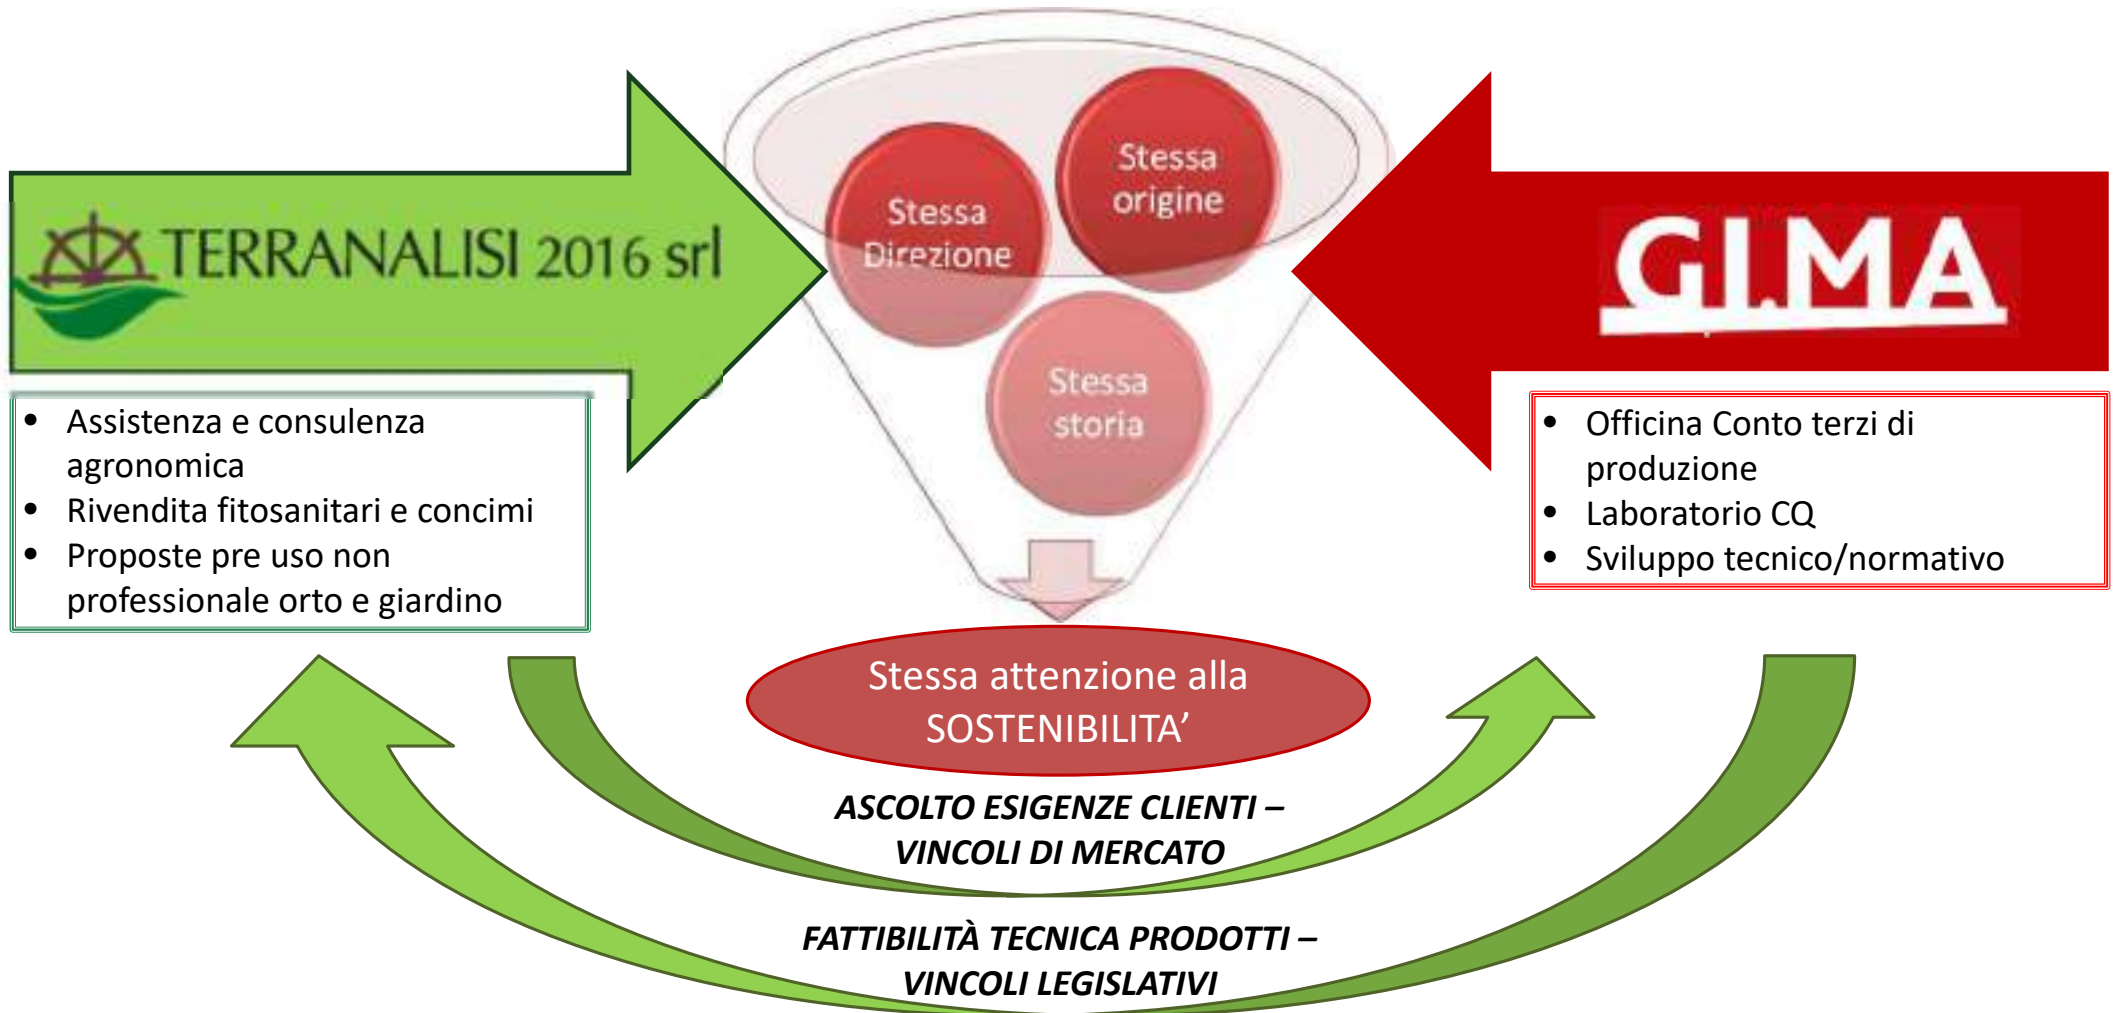 TERRANALISI 2016 srl
• Assistenza e consulenza
agronomica
• Rivendita fitosanitari e concimi
• Proposte pre uso non
professionale orto e giardino
Stessa
Direzione
Stessa
origine
Stessa
storia
GI.MA
• Officina Conto terzi di
produzione
• Laboratorio CQ
• Sviluppo tecnico/normativo
Stessa attenzione alla
SOSTENIBILITA’
ASCOLTO ESIGENZE CLIENTI –
VINCOLI DI MERCATO
FATTIBILITÀ TECNICA PRODOTTI –
VINCOLI LEGISLATIVI